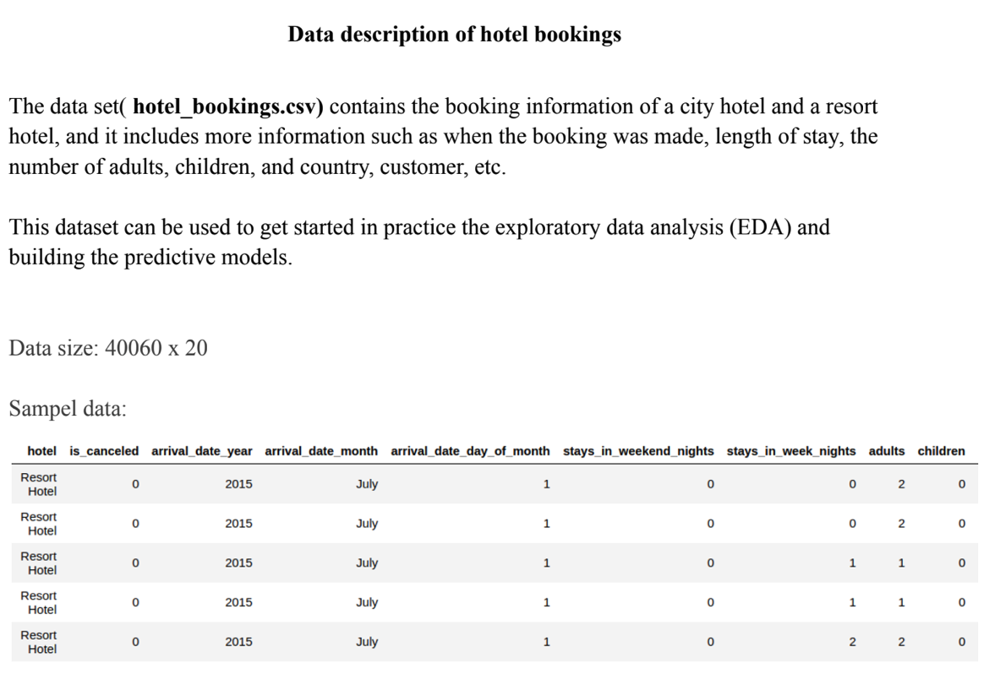 Data description of hotel bookings
The data set( hotel_bookings.csv) contains the booking information of a city hotel and a resort
hotel, and it includes more information such as when the booking was made, length of stay, the
number of adults, children, and country, customer, etc.
This dataset can be used to get started in practice the exploratory data analysis (EDA) and
building the predictive models.
Data size: 40060 x 20
Sampel data:
hotel is_canceled arrival_date_year arrival_date_month arrival_date_day_of_month stays_in_weekend_nights stays_in_week_nights adults children
Resort
Hotel 0 2015 July 1 0 0 2 0
Resort
Hotel 0 2015 July 1 0 0 2 0
Resort
Hotel 0 2015 July 1 0 1 1 0
Resort
Hotel 0 2015 July 1 0 1 1 0
Resort
Hotel 0 2015 July 1 0 2 2 0